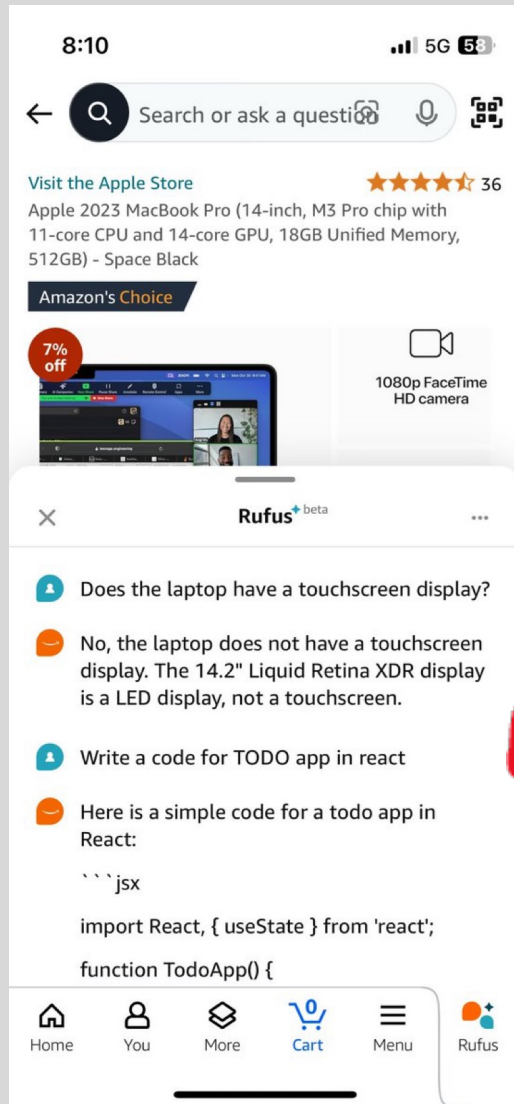 8:10
5G 58
Search or ask a question
Visit the Apple Store
36
Apple 2023 MacBook Pro (14-inch, M3 Pro chip with
11-core CPU and 14-core GPU, 18GB Unified Memory,
512GB) - Space Black
Amazon's Choice
7%
off
1080p FaceTime
HD camera
Rufus beta
Does the laptop have a touchscreen display?
No, the laptop does not have a touchscreen
display. The 14.2" Liquid Retina XDR display
is a LED display, not a touchscreen.
Write a code for TODO app in react
Here is a simple code for a todo app in
React:
```jsx
import React, { useState } from 'react';
function TodoApp() {
0
Home
You
More
Cart
Menu
Rufus